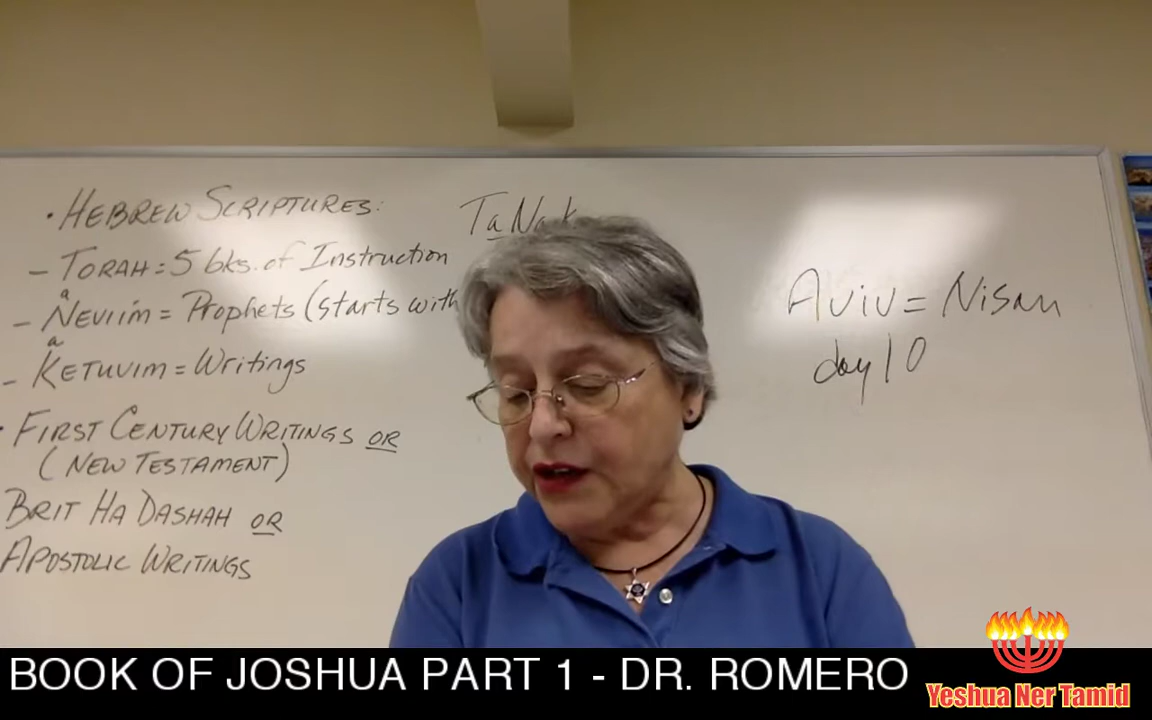 • HEBREW SCRIPTURES:
TaNak
- TORAH = 5 bks. of Instruction
a
- NEVIIM = Prophets (starts with
a
- KETUVIM = Writings
• FIRST CENTURY WRITINGS OR
(NEW TESTAMENT)
BRIT HA DASHAH OR
APOSTOLIC WRITINGS
Aviv = Nisan
day 10
BOOK OF JOSHUA PART 1 - DR. ROMERO
Yeshua Ner Tamid